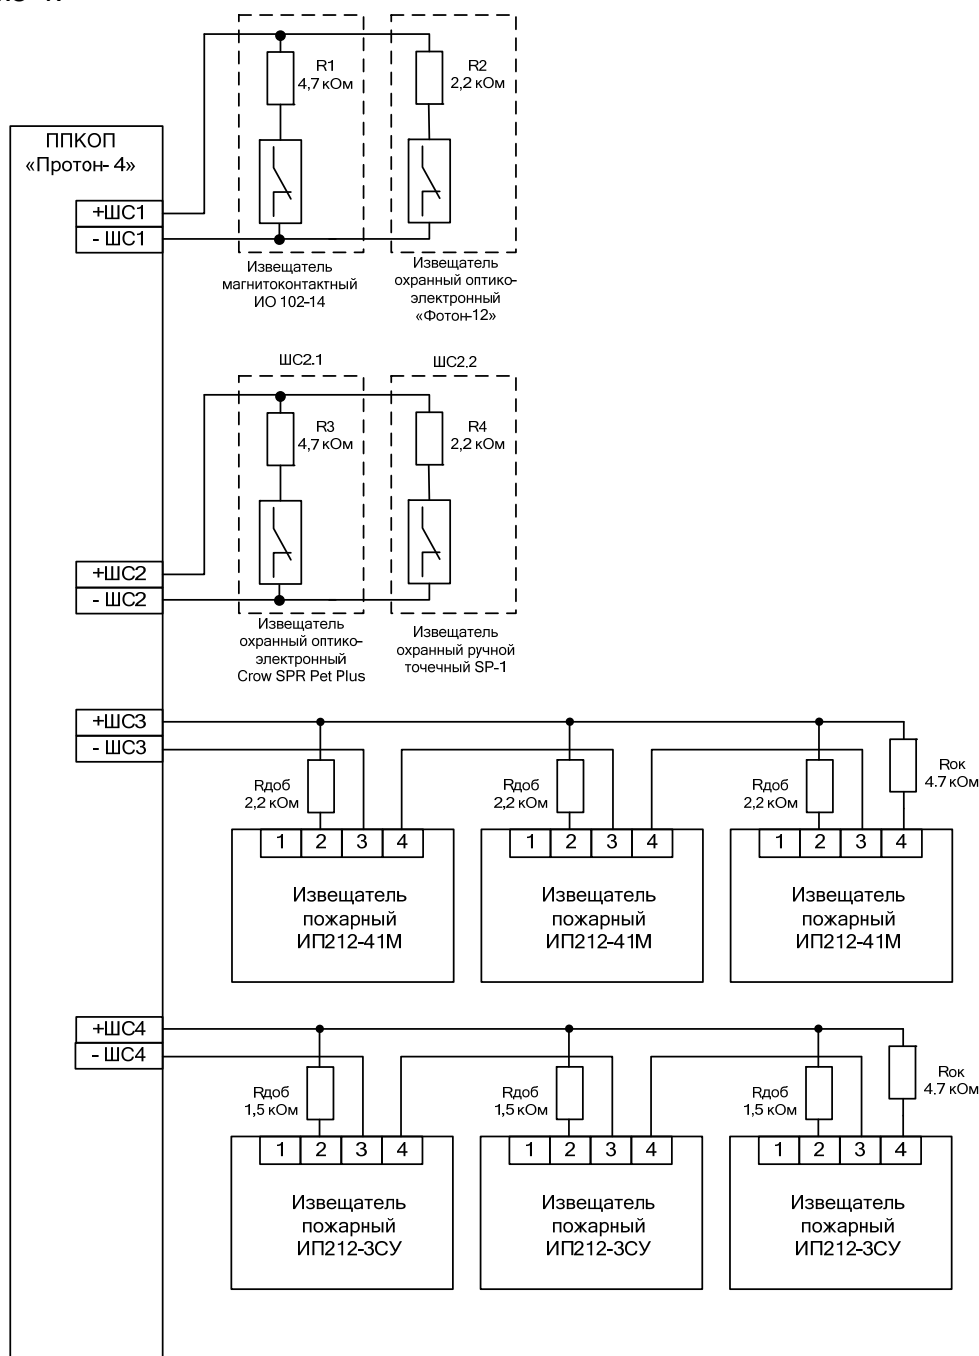 R1
4,7 кОм
R2
2,2 кОм
ППКОП
«Протон- 4»
+ШС1
- ШС1
Извещатель
магнитоконтактный
ИО 102-14
Извещатель
охранный оптико-
электронный
«Фотон-12»
ШС2.1
ШС2.2
R3
4,7 кОм
R4
2,2 кОм
+ШС2
- ШС2
Извещатель
охранный оптико-
электронный
Crow SPR Pet Plus
Извещатель
охранный ручной
точечный SP-1
+ШС3
- ШС3
Rдоб
2,2 кОм
Rдоб
2,2 кОм
Rдоб
2,2 кОм
Rок
4.7 кОм
1 2 3 4
1 2 3 4
1 2 3 4
Извещатель
пожарный
ИП212-41М
Извещатель
пожарный
ИП212-41М
Извещатель
пожарный
ИП212-41М
+ШС4
- ШС4
Rдоб
1,5 кОм
Rдоб
1,5 кОм
Rдоб
1,5 кОм
Rок
4.7 кОм
1 2 3 4
1 2 3 4
1 2 3 4
Извещатель
пожарный
ИП212-3СУ
Извещатель
пожарный
ИП212-3СУ
Извещатель
пожарный
ИП212-3СУ